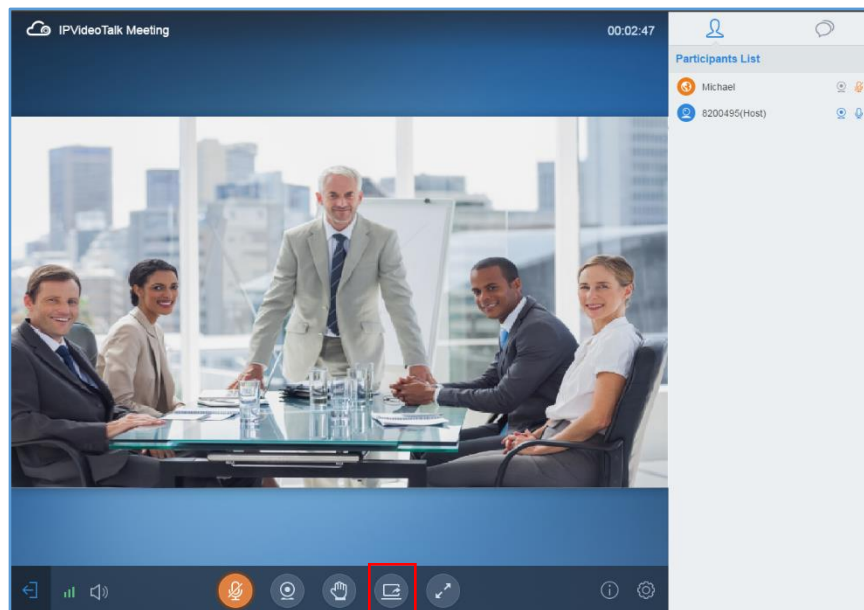 IPVideoTalk Meeting
00:02:47
Participants List
Michael
8200495(Host)